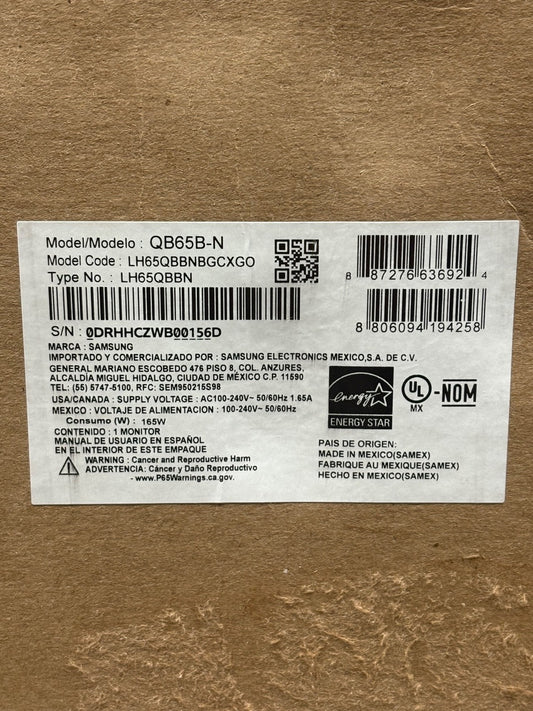 Model/Modelo : QB65B-N
Model Code : LH65QBBNBGCXGO
Type No. : LH65QBBN
8 87276 63692 4
S/N : 0DRHHCZWB00156D
8 806094 194258
MARCA : SAMSUNG
IMPORTADO Y COMERCIALIZADO POR : SAMSUNG ELECTRONICS MEXICO,S.A. DE C.V.
GENERAL MARIANO ESCOBEDO 476 PISO 8, COL. ANZURES,
ALCALDÍA MIGUEL HIDALGO, CIUDAD DE MÉXICO C.P. 11590
TEL: (55) 5747-5100, RFC: SEM950215S98
USA/CANADA : SUPPLY VOLTAGE : AC100-240V~ 50/60Hz 1.65A
MEXICO : VOLTAJE DE ALIMENTACION : 100-240V~ 50/60Hz
Consumo (W) : 165W
CONTENIDO : 1 MONITOR
MANUAL DE USUARIO EN ESPAÑOL
EN EL INTERIOR DE ESTE EMPAQUE
WARNING : Cancer and Reproductive Harm
ADVERTENCIA: Cáncer y Daño Reproductivo
- www.P65Warnings.ca.gov.
energy
ENERGY STAR
UL
MX
-NOM
PAIS DE ORIGEN:
MADE IN MEXICO(SAMEX)
FABRIQUE AU MEXIQUE(SAMEX)
HECHO EN MEXICO(SAMEX)